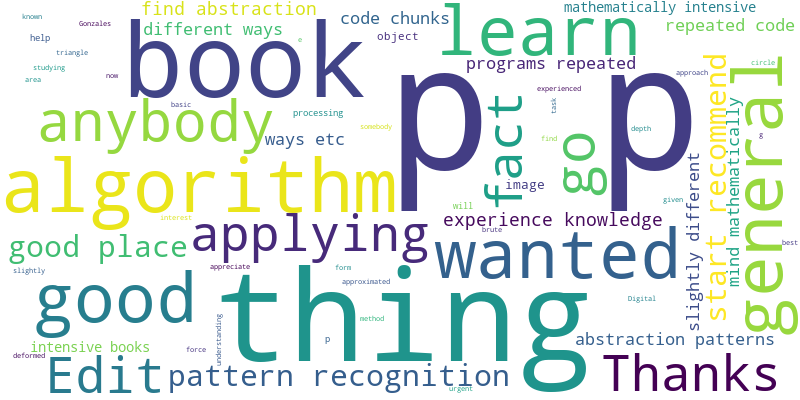 known
Gonzales
find abstraction
code chunks
mathematically intensive
different ways
help
object
learn
repeated code
book
e
triangle
programs repeated
studying
area
now
circle
approach
p
p
experienced
basic
task
anybody
processing
somebody
fact
go
depth
g
start recommend
general
ways etc
find
mind mathematically
best
algorithm
image
given
slightly different
will
interest
experience knowledge
applying
good place
brute
wanted
slightly
appreciate
form
good
thing
approximated
Digital
understanding
method
force
p
abstraction patterns
intensive books
deformed
Edit
pattern recognition
urgent
Thanks